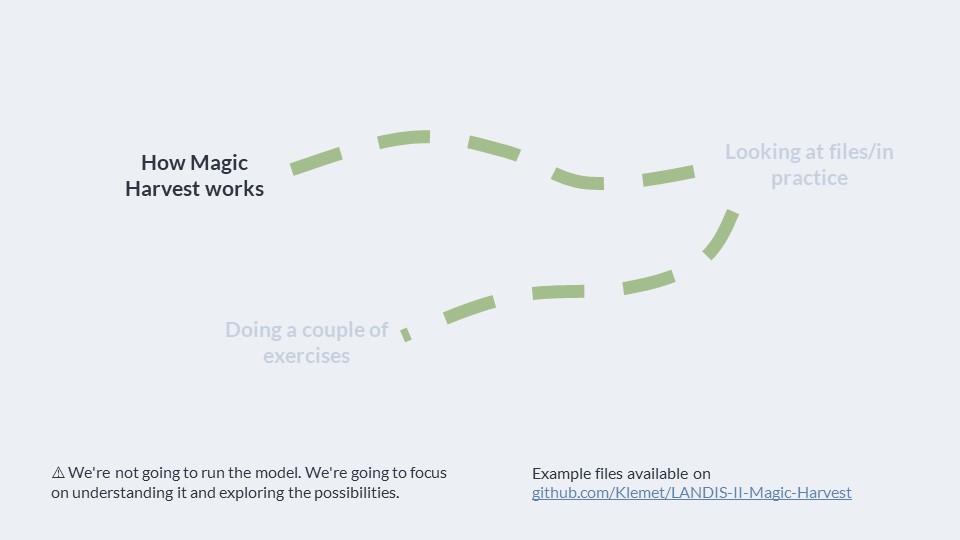 How Magic
Harvest works
Looking at files/in
practice
Doing a couple of
exercises
⚠ We're not going to run the model. We're going to focus
on understanding it and exploring the possibilities.
Example files available on
github.com/Klemet/LANDIS-II-Magic-Harvest